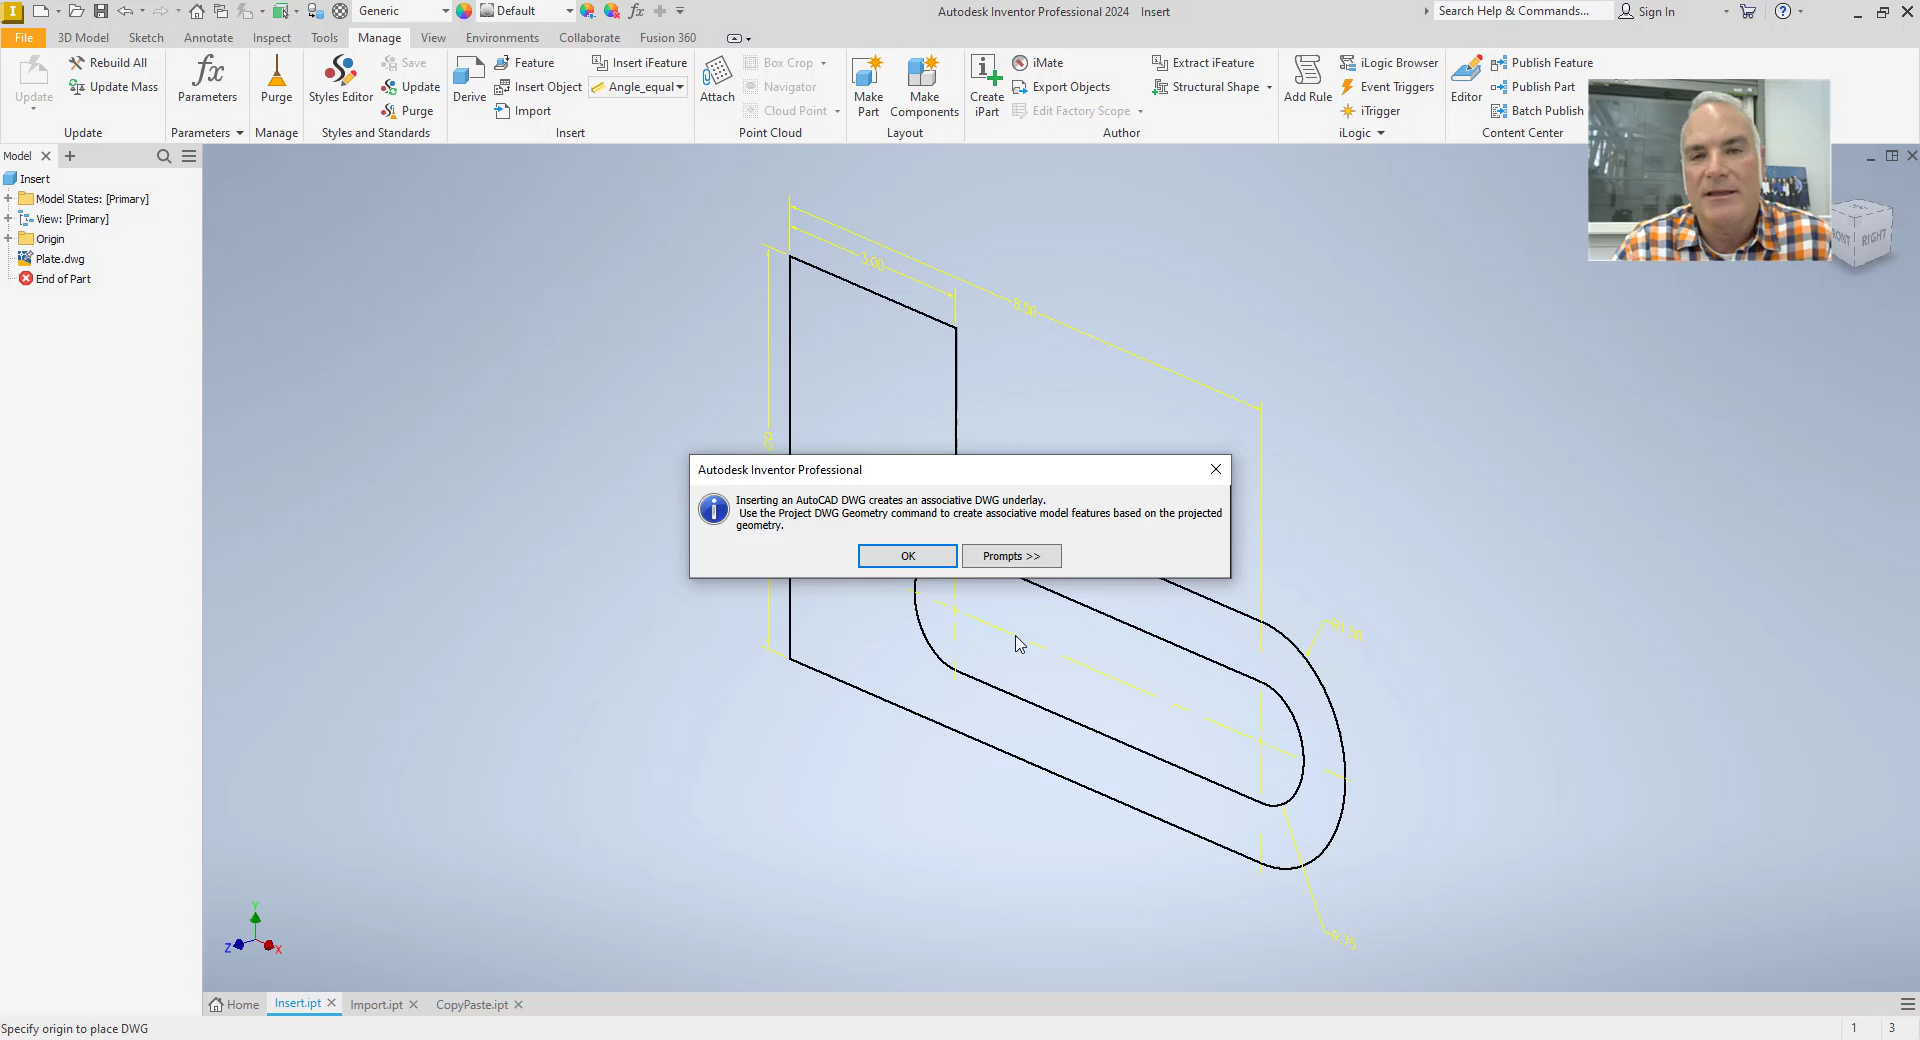 Generic
Default
Autodesk Inventor Professional 2024 Insert
Search Help & Commands...
Sign In
File 3D Model Sketch Annotate Inspect Tools Manage View Environments Collaborate Fusion 360
Update
Rebuild All
Update Mass
Update
fx
Parameters
Parameters
Purge
Manage
Styles Editor
Save
Update
Purge
Styles and Standards
Derive
Feature
Insert Object
Import
Insert iFeature
Angle_equal
Insert
Attach
Box Crop
Navigator
Cloud Point
Point Cloud
Make Part
Make Components
Layout
Create iPart
iMate
Export Objects
Edit Factory Scope
Extract iFeature
Structural Shape
Author
Add Rule
iLogic Browser
Event Triggers
iTrigger
iLogic
Editor
Publish Feature
Publish Part
Batch Publish
Content Center
Model
Insert
Model States: [Primary]
View: [Primary]
Origin
Plate.dwg
End of Part
3.00
8.50
R1.50
RIGHT
Autodesk Inventor Professional
Inserting an AutoCAD DWG creates an associative DWG underlay.
Use the Project DWG Geometry command to create associative model features based on the projected
geometry.
OK Prompts >>
Y
Z X
Home Insert.ipt Import.ipt CopyPaste.ipt
Specify origin to place DWG
1 3